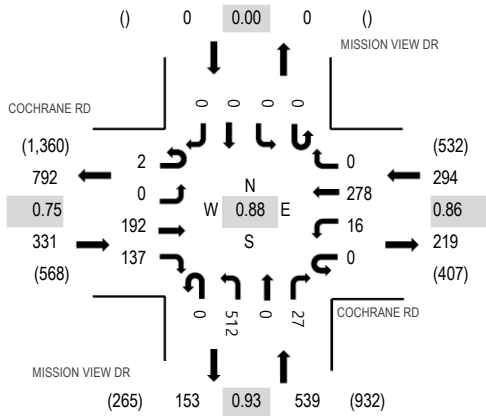 () 0 0.00 0 ()
MISSION VIEW DR
0 0 0 0
COCHRANE RD
(1,360) 2 0 (532)
792 294
0 N 278
0.75 W 0.88 E 0.86
192 S 16
331 219
137 0
(568) (407)
0 512 0 27
COCHRANE RD
MISSION VIEW DR
(265) 153 0.93 539 (932)